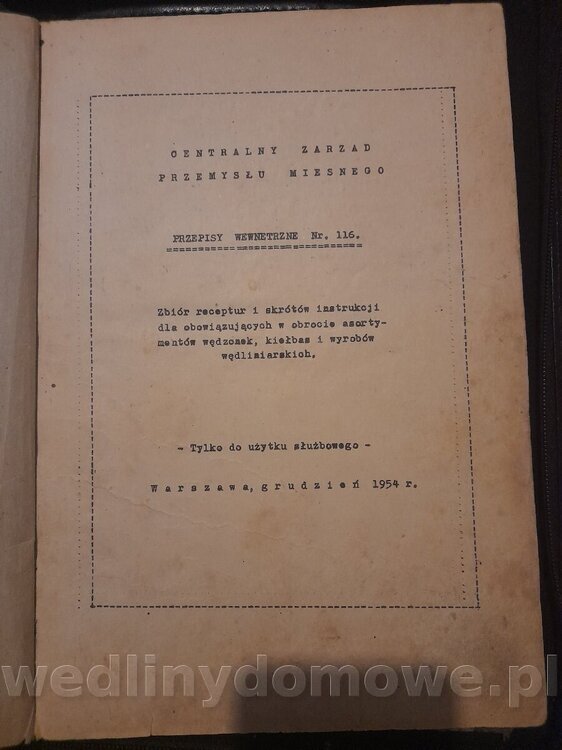 CENTRALNY ZARZAD
PRZEMYSŁU MIESNEGO
PRZEPISY WEWNETRZNE Nr. 116.
Zbiór receptur i skrótów instrukcji
dla obowiązujących w obrocie asorty-
mentów wędzonek, kiełbas i wyrobów
wędliniarskich.
- Tylko do użytku służbowego -
Warszawa, grudzień 1954 r.
wedlinydomowe.pl